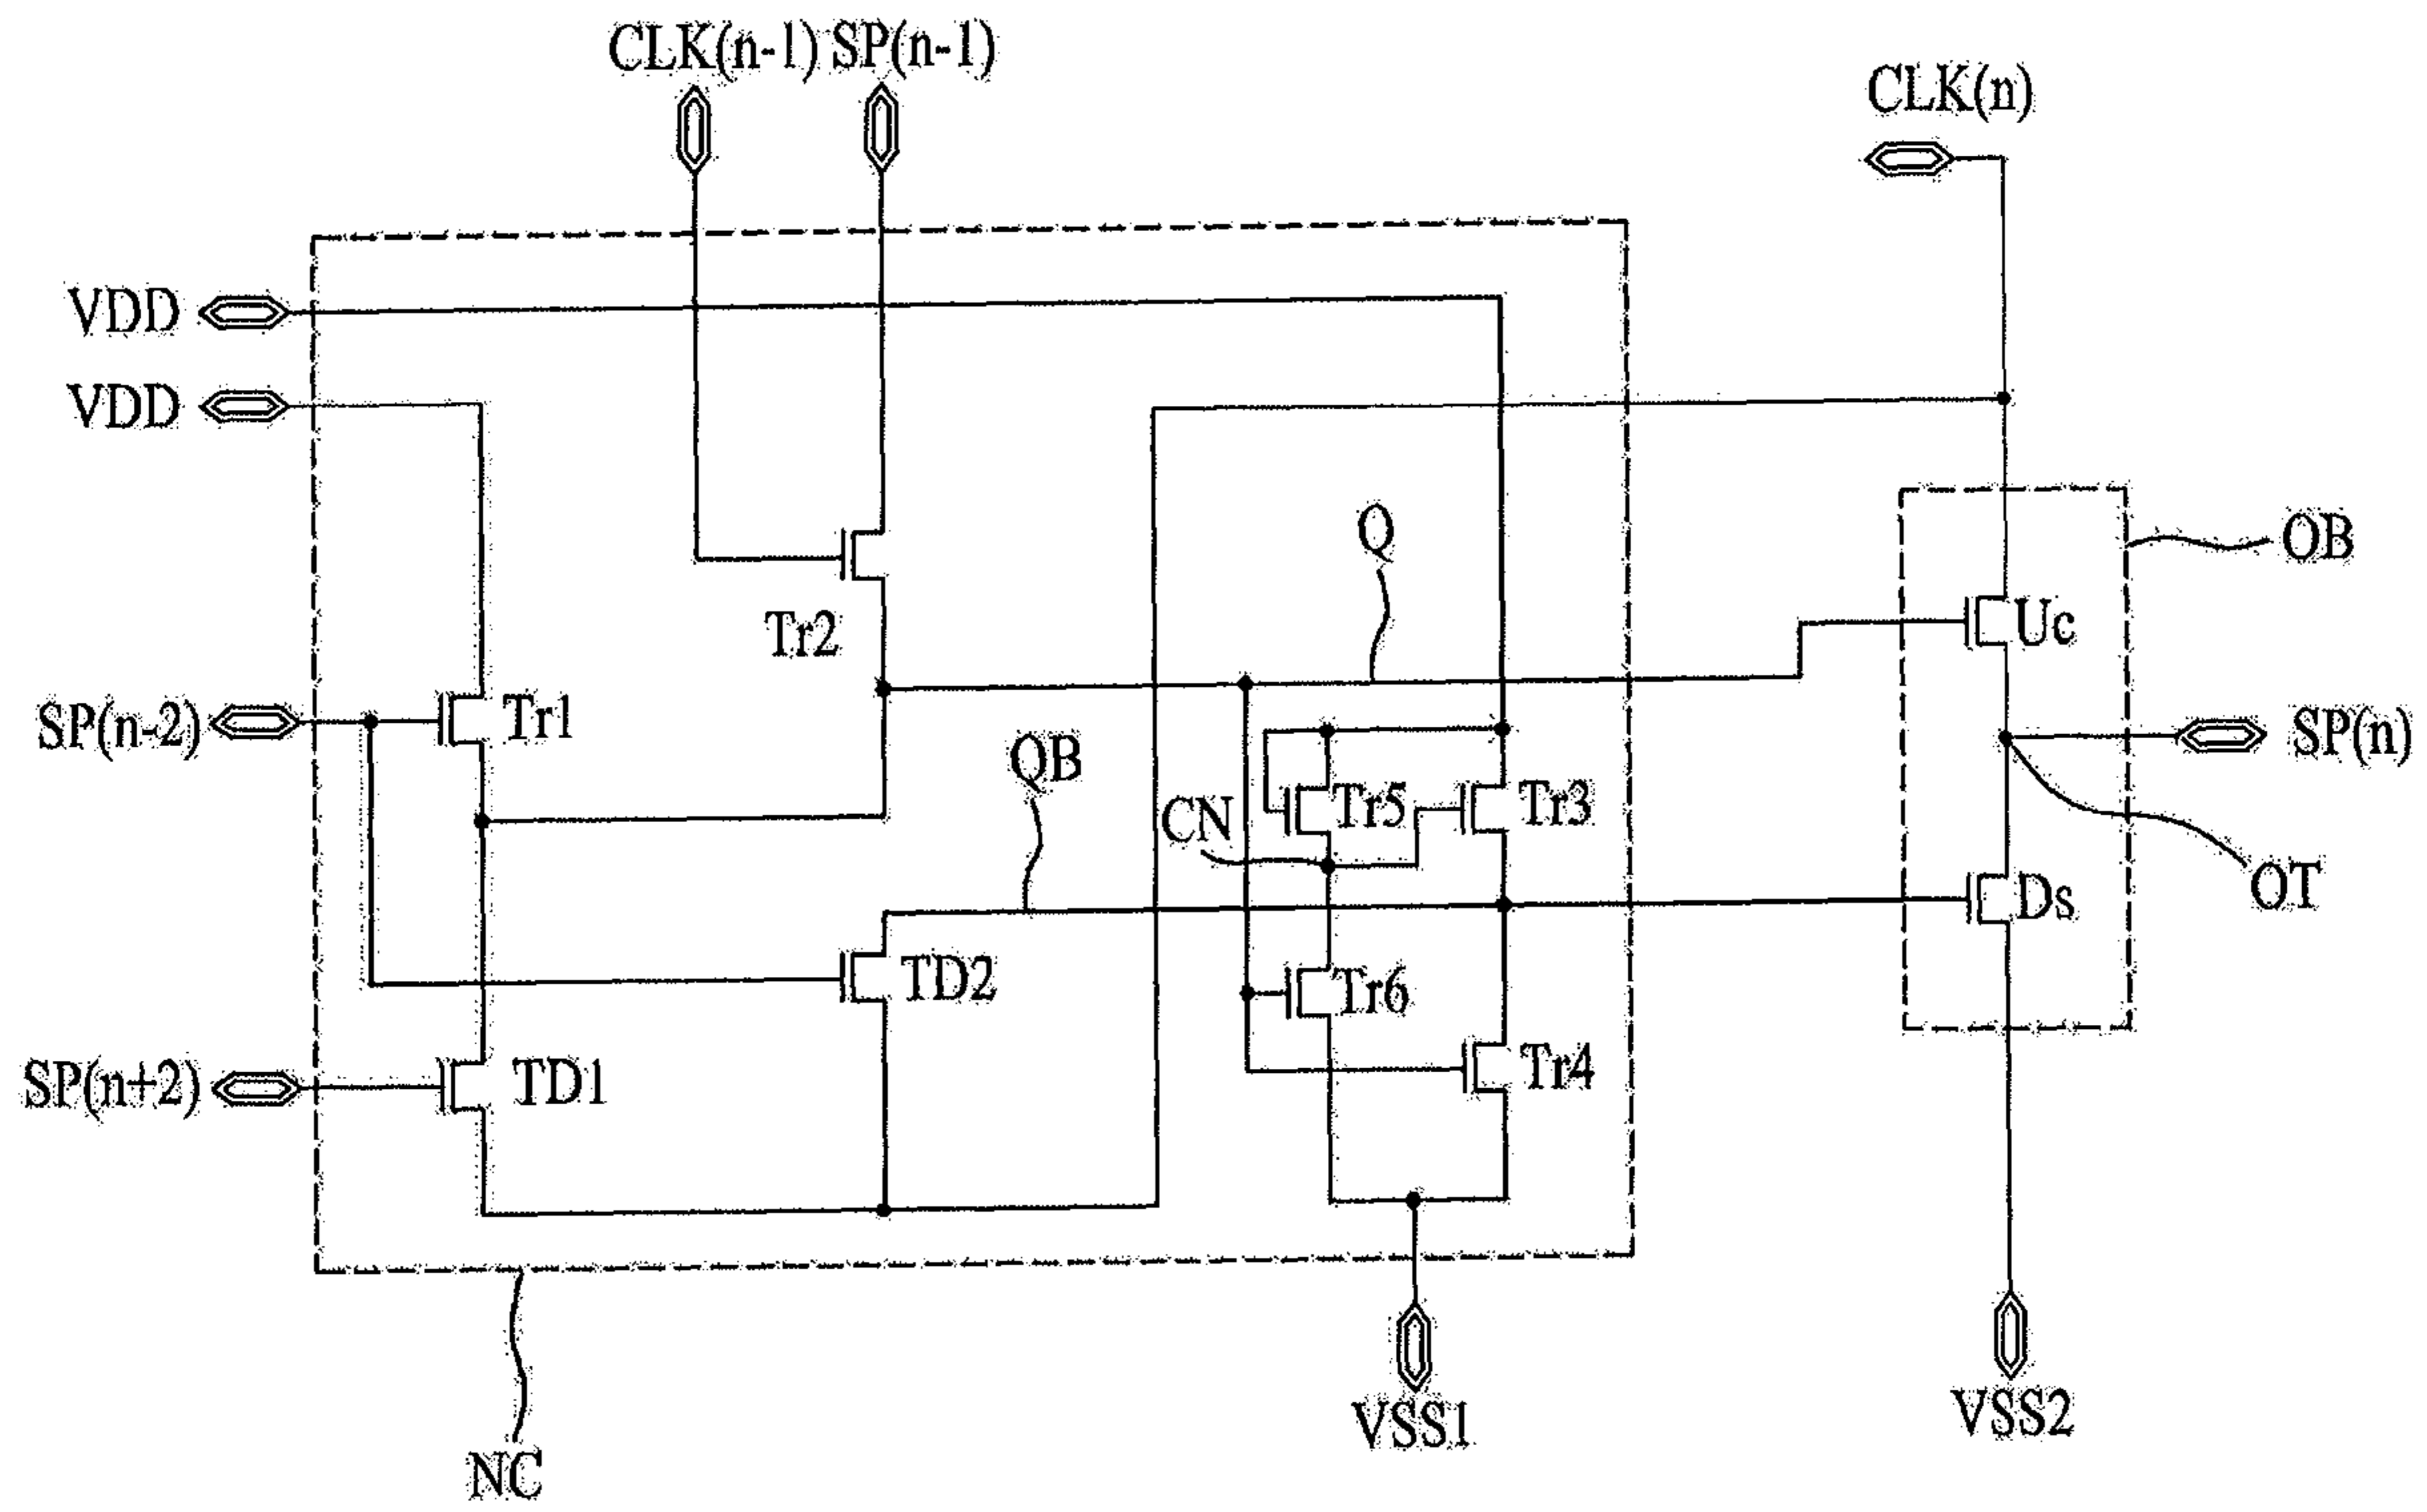 CLK(n-1) SP(n-1)
CLK(n)
VDD
VDD
Q
OB
Tr2
Uc
SP(n-2)
Tr1
QB
SP(n)
CN
Tr5
Tr3
OT
Ds
TD2
Tr6
SP(n+2)
TD1
Tr4
VSS1
VSS2
NC